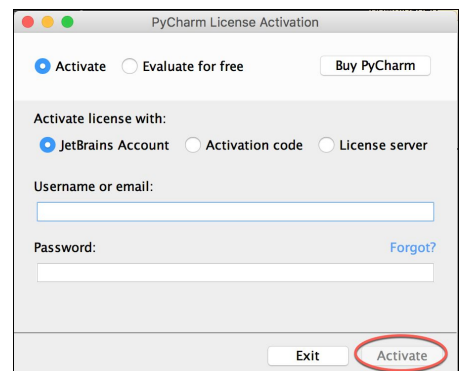 PyCharm License Activation
Activate Evaluate for free Buy PyCharm
Activate license with:
JetBrains Account Activation code License server
Username or email:
Password: Forgot?
Exit Activate